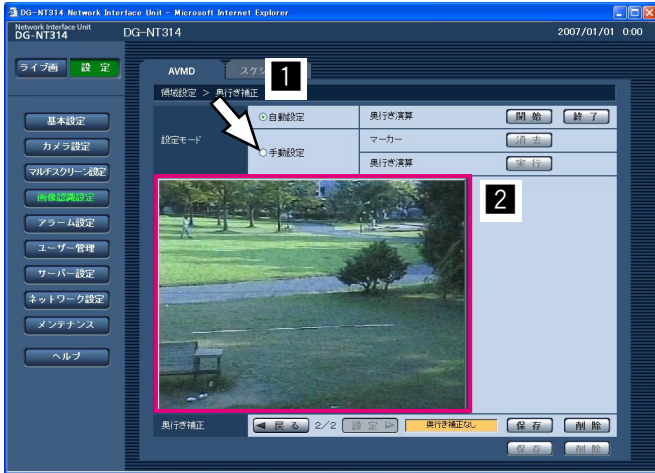 DG-NT314 Network Interface Unit - Microsoft Internet Explorer
Network Interface Unit
DG-NT314
DG-NT314
2007/01/01 0:00
ライブ画
設 定
AVMD
1
領域設定 > 奥行き補正
基本設定
カメラ設定
マルチスクリーン設定
画像認識設定
アラーム設定
ユーザー管理
サーバー設定
ネットワーク設定
メンテナンス
ヘルプ
設定モード
自動設定
手動設定
奥行き演算
開 始
終 了
マーカー
消 去
奥行き演算
実 行
2
奥行き補正
戻 る
2/2
設 定
奥行き補正なし
保 存
削 除
保 存
削 除